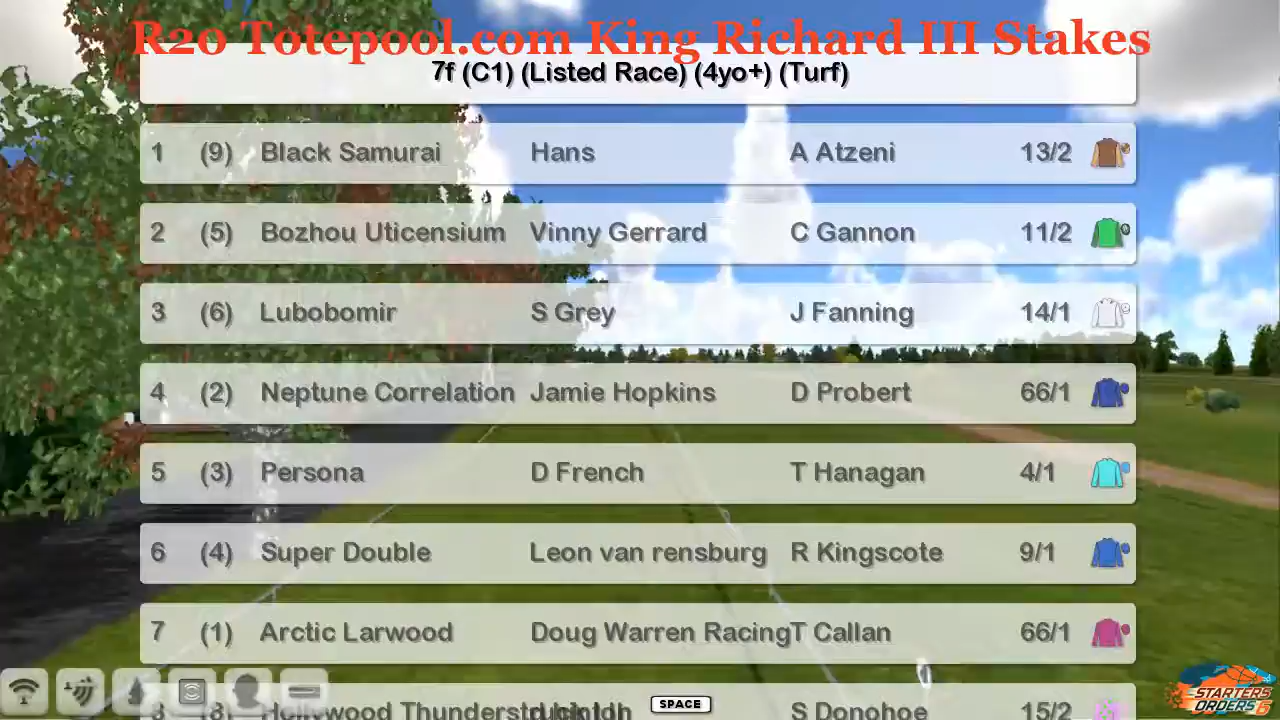 R20 Totepool.com King Richard III Stakes
7f (C1) (Listed Race) (4yo+) (Turf)
1 (9) Black Samurai Hans A Atzeni 13/2
2 (5) Bozhou Uticensium Vinny Gerrard C Gannon 11/2
3 (6) Lubobomir S Grey J Fanning 14/1
4 (2) Neptune Correlation Jamie Hopkins D Probert 66/1
5 (3) Persona D French T Hanagan 4/1
6 (4) Super Double Leon van rensburg R Kingscote 9/1
7 (1) Arctic Larwood Doug Warren Racing T Callan 66/1
8 (8) Hollywood Thunderstruck S Donohoe 15/2
SPACE
STARTERS
ORDERS 6